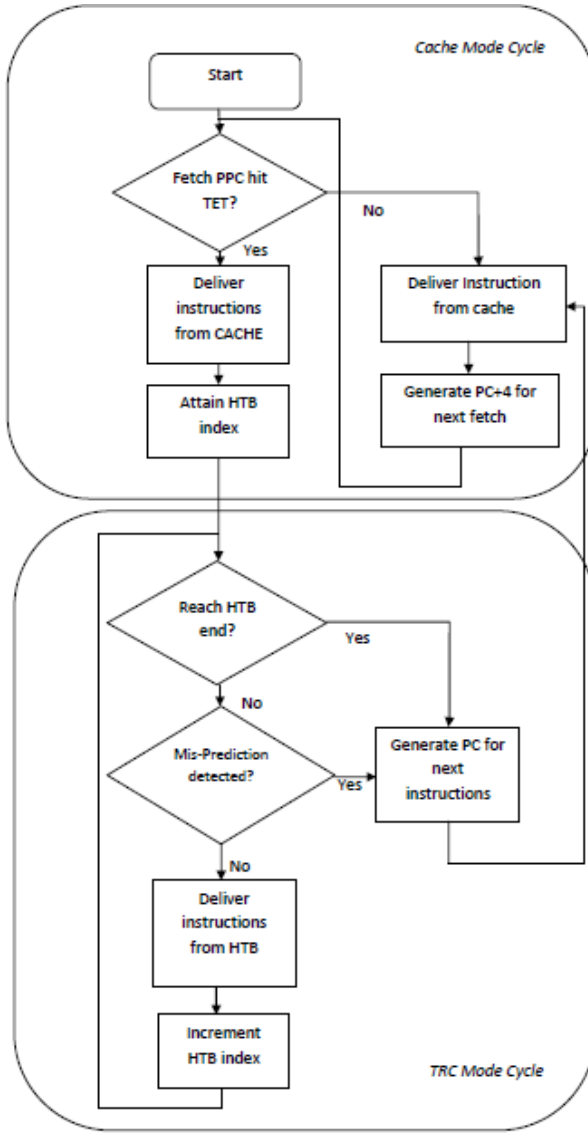 Cache Mode Cycle
Start
Fetch PPC hit
TET?
No
Yes
Deliver
instructions
from CACHE
Deliver Instruction
from cache
Attain HTB
index
Generate PC+4 for
next fetch
Reach HTB
end?
Yes
No
Mis-Prediction
detected?
Yes
Generate PC for
next
instructions
No
Deliver
instructions
from HTB
Increment
HTB index
TRC Mode Cycle